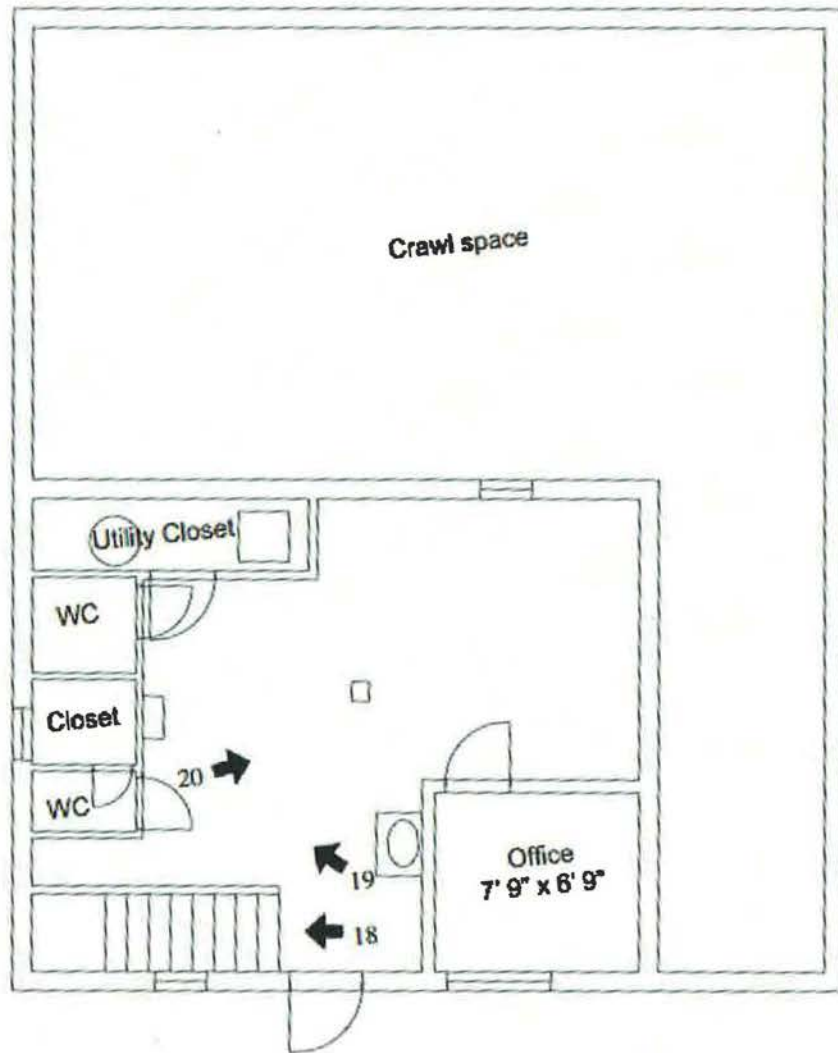 Crawl space
Utility Closet
WC
Closet
20
WC
19
Office
7' 9" x 6' 9"
18